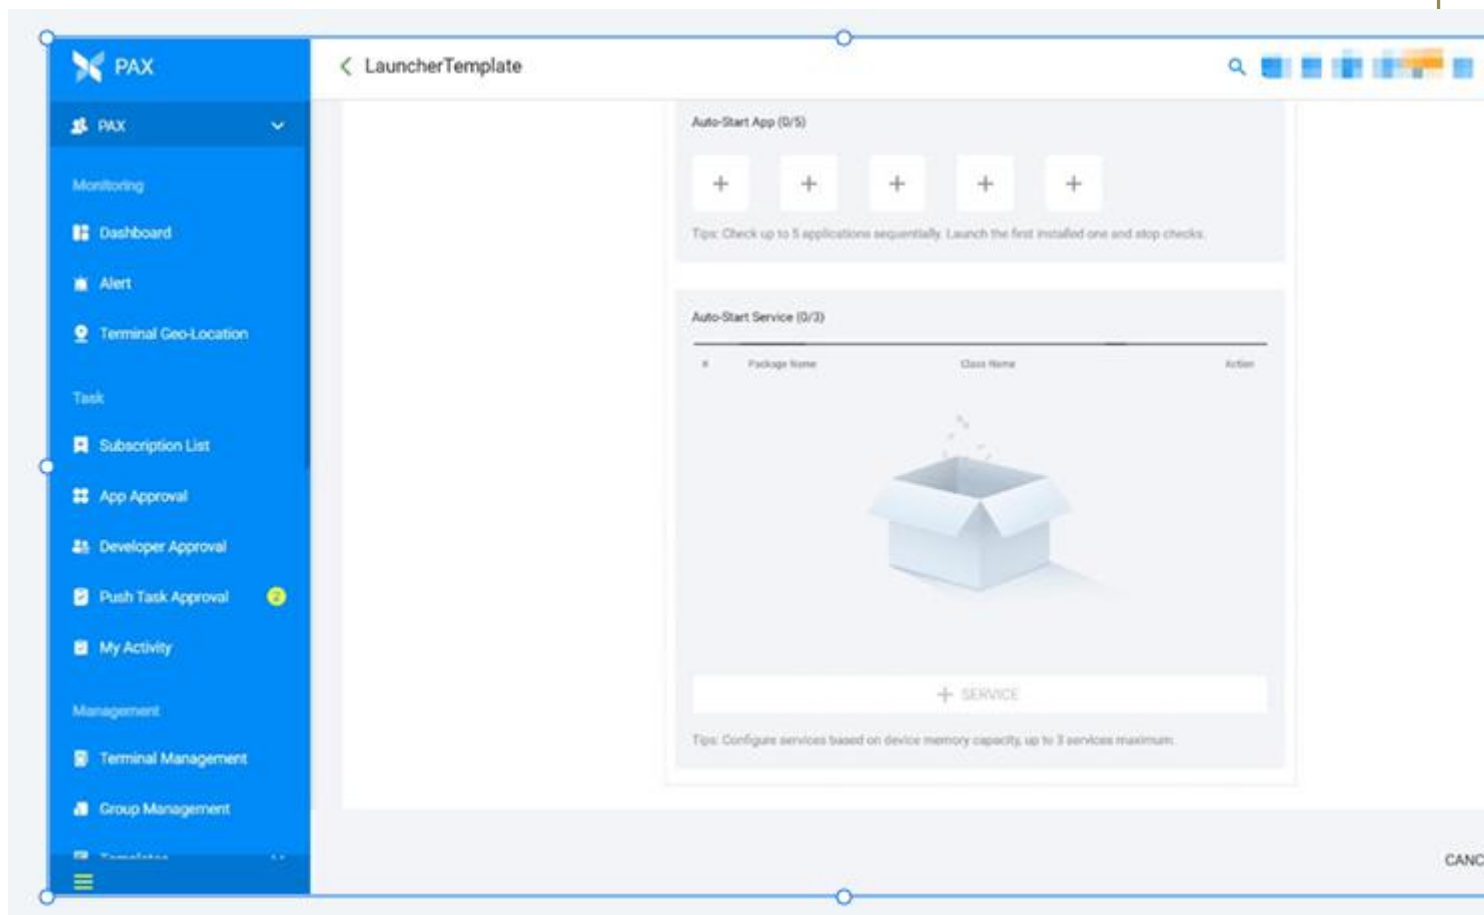 PAX
LauncherTemplate
PAX
Monitoring
Dashboard
Alert
Terminal Geo-Location
Task
Subscription List
App Approval
Developer Approval
Push Task Approval
2
My Activity
Management
Terminal Management
Group Management
Templates
Auto-Start App (0/5)
Tips: Check up to 5 applications sequentially. Launch the first installed one and stop checks.
Auto-Start Service (0/3)
# Package Name Class Name Action
+ SERVICE
Tips: Configure services based on device memory capacity, up to 3 services maximum.
CANC